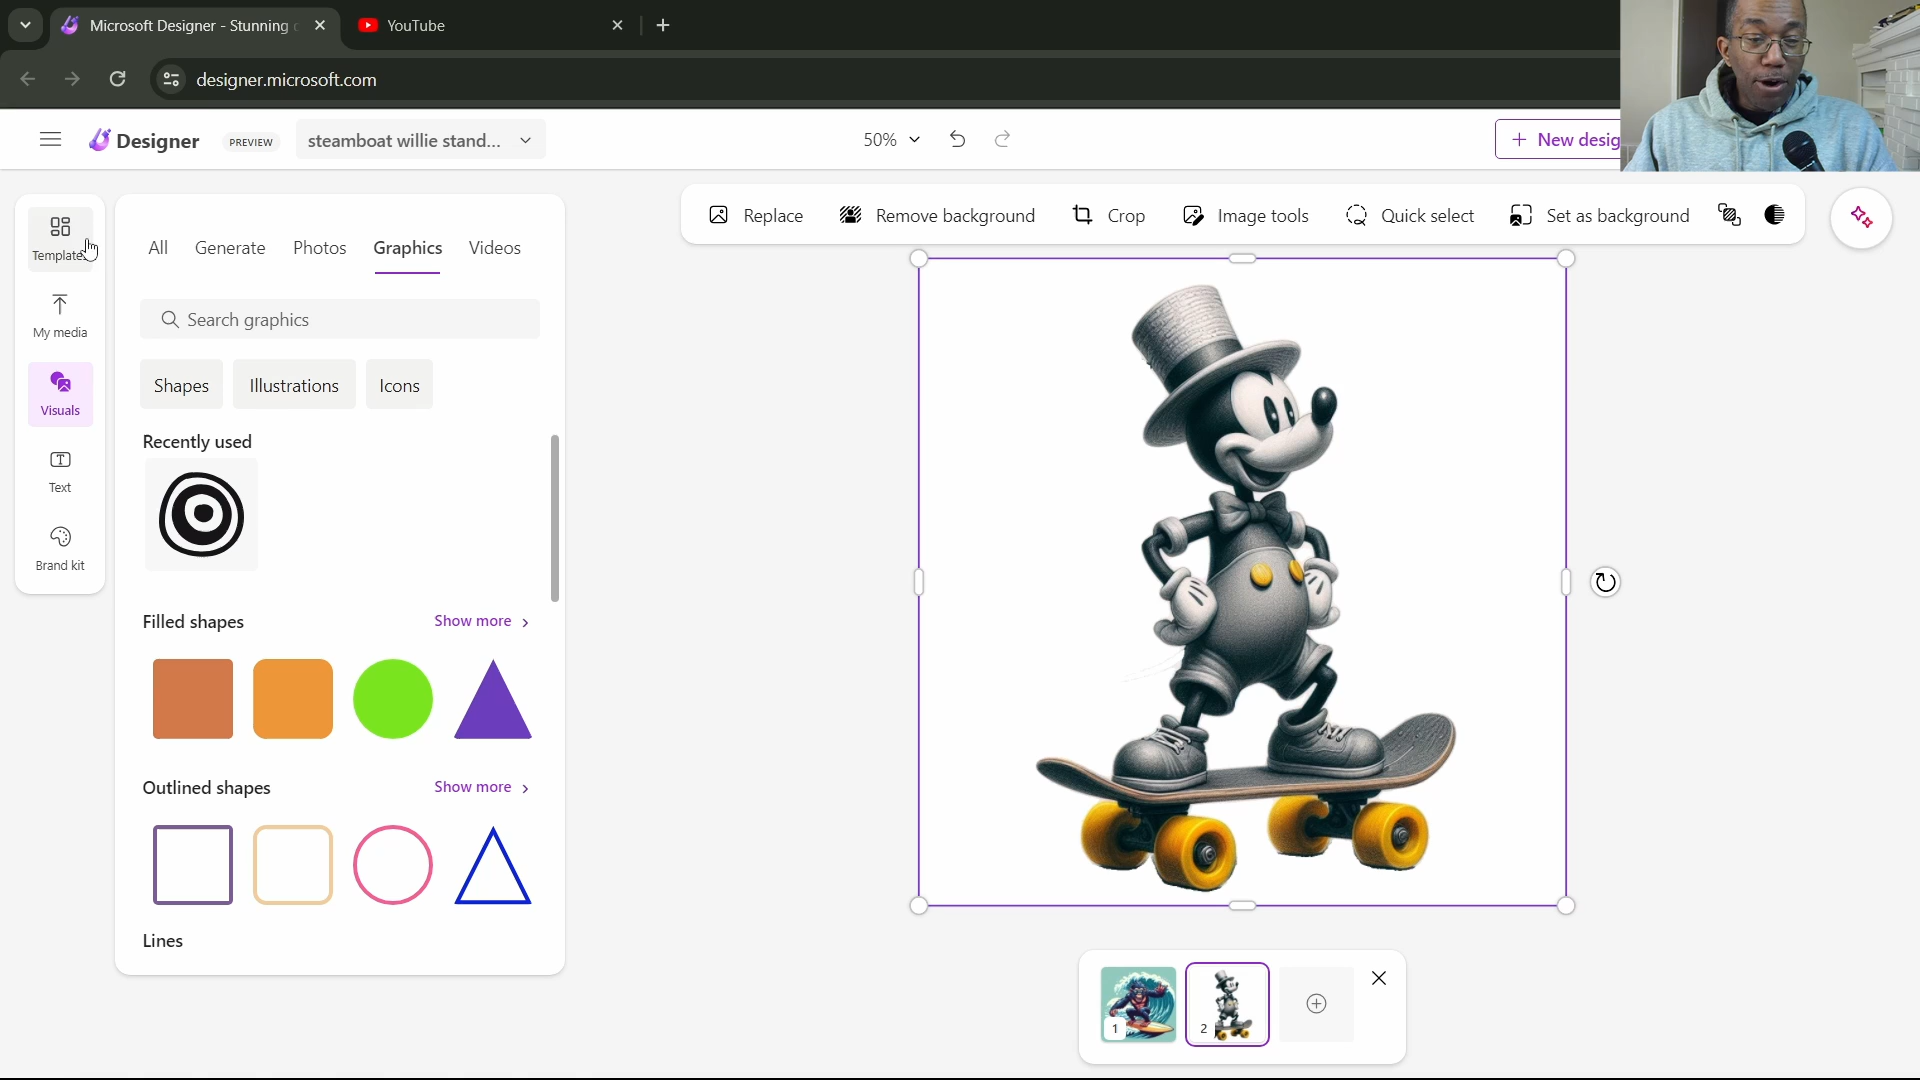 Microsoft Designer - Stunning
YouTube
designer.microsoft.com
Designer
PREVIEW
steamboat willie stand...
50%
New desig
Templates
My media
Visuals
Text
Brand kit
All
Generate
Photos
Graphics
Videos
Search graphics
Shapes
Illustrations
Icons
Recently used
Filled shapes
Show more
Outlined shapes
Show more
Lines
Replace
Remove background
Crop
Image tools
Quick select
Set as background
1
2